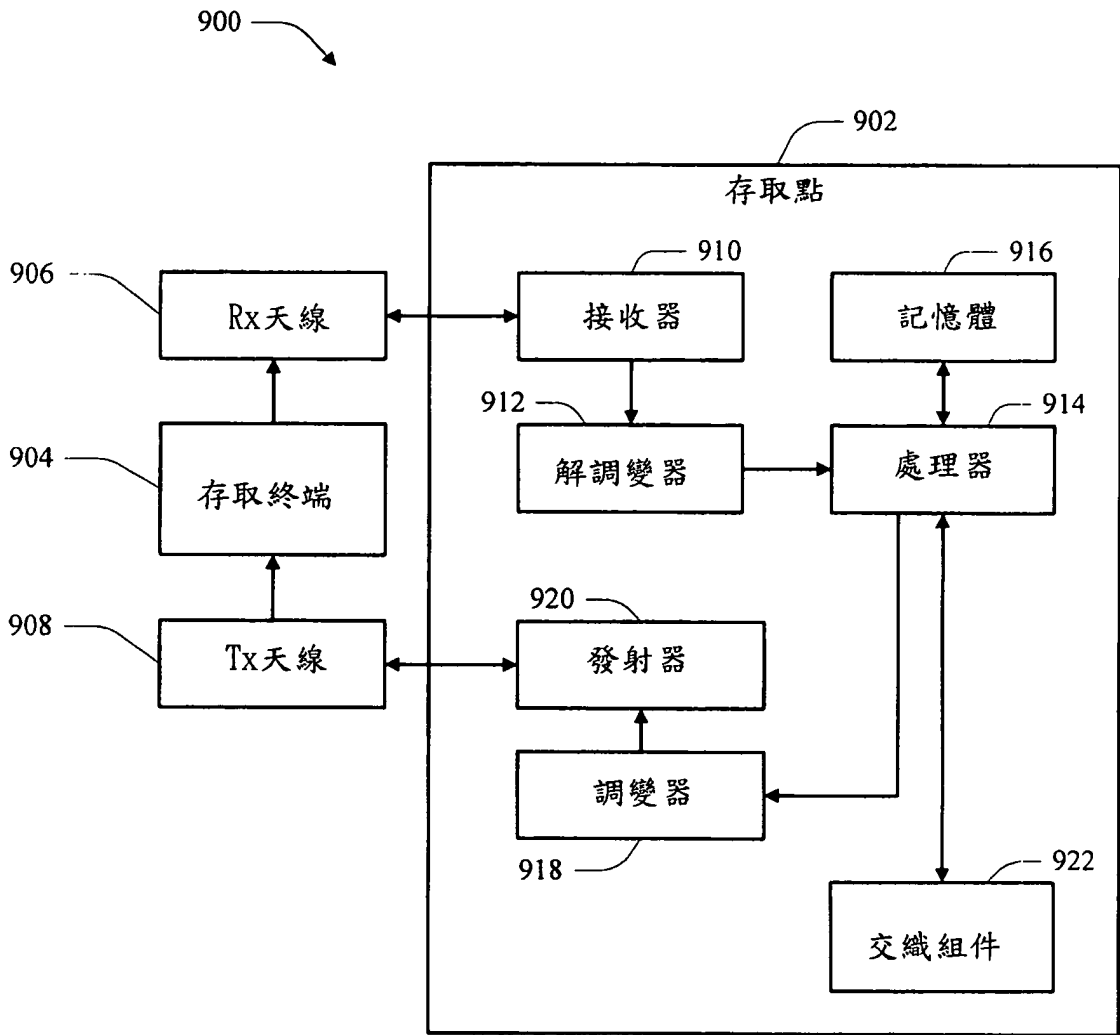 900
902
存取點
906
Rx天線
910
接收器
916
記憶體
912
解調變器
914
處理器
904
存取終端
908
Tx天線
920
發射器
調變器
918
922
交織組件